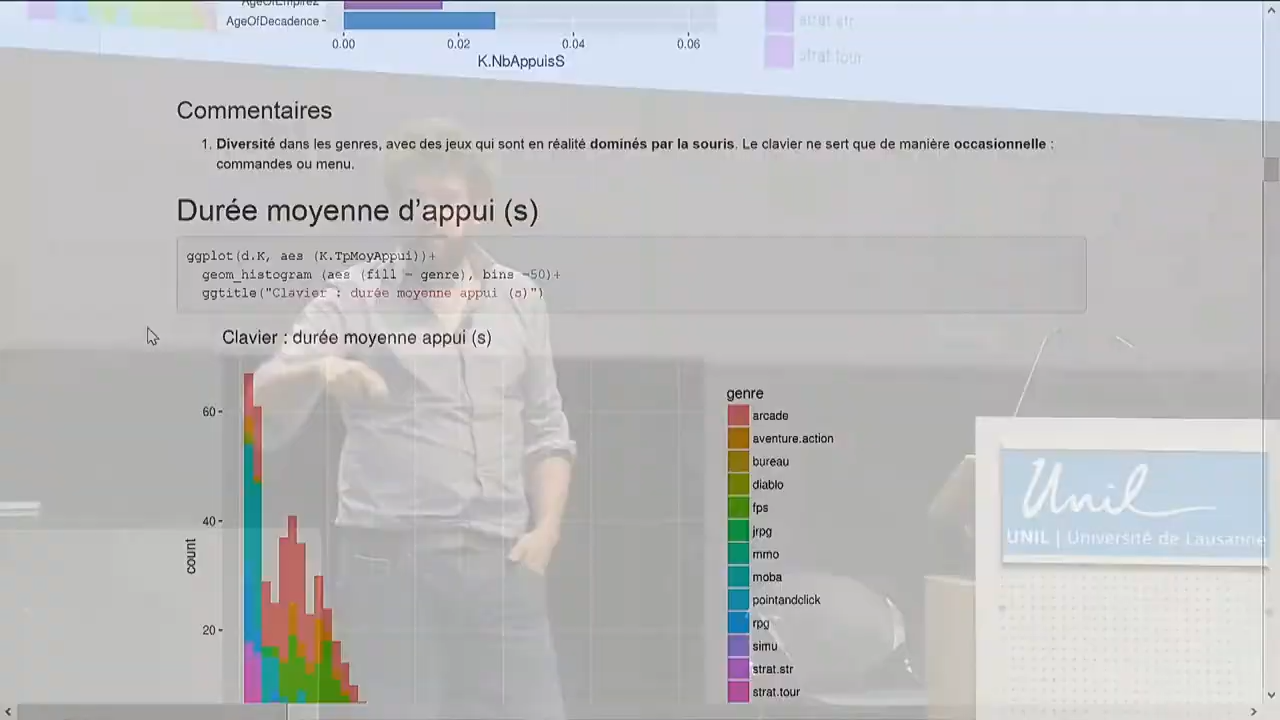 AgeOfEmpire2
AgeOfDecadence
0.00 0.02 0.04 0.06
K.NbAppuisS
strat.str
strat.tour
Commentaires
1. Diversité dans les genres, avec des jeux qui sont en réalité dominés par la souris. Le clavier ne sert que de manière occasionnelle :
commandes ou menu.
Durée moyenne d'appui (s)
ggplot(d.K, aes (K.TpMoyAppui))+
geom_histogram (aes (fill = genre), bins =50)+
ggtitle("Clavier : durée moyenne appui (s)")
Clavier : durée moyenne appui (s)
60
40
20
count
genre
arcade
aventure.action
bureau
diablo
fps
jrpg
mmo
moba
pointandclick
rpg
simu
strat.str
strat.tour
Unil
UNIL | Université de Lausanne